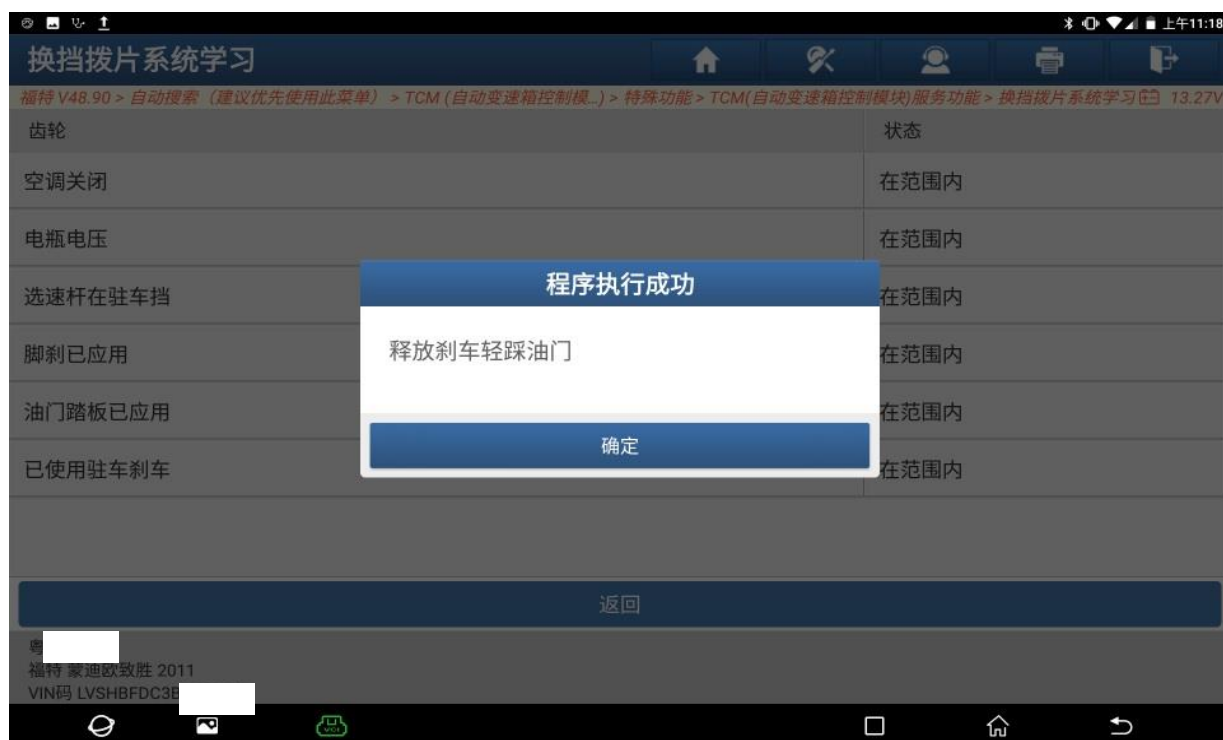 上午11:18
换挡拨片系统学习
福特 V48.90 > 自动搜索（建议优先使用此菜单） > TCM (自动变速箱控制模...) > 特殊功能 > TCM(自动变速箱控制模块)服务功能 > 换挡拨片系统学习 13.27V
齿轮 状态
空调关闭 在范围内
电瓶电压 在范围内
程序执行成功
选速杆在驻车挡 在范围内
释放刹车轻踩油门
脚刹已应用 在范围内
油门踏板已应用 在范围内
确定
已使用驻车刹车 在范围内
返回
粤
福特 蒙迪欧致胜 2011
VIN码 LVSHBFDC3
VCI